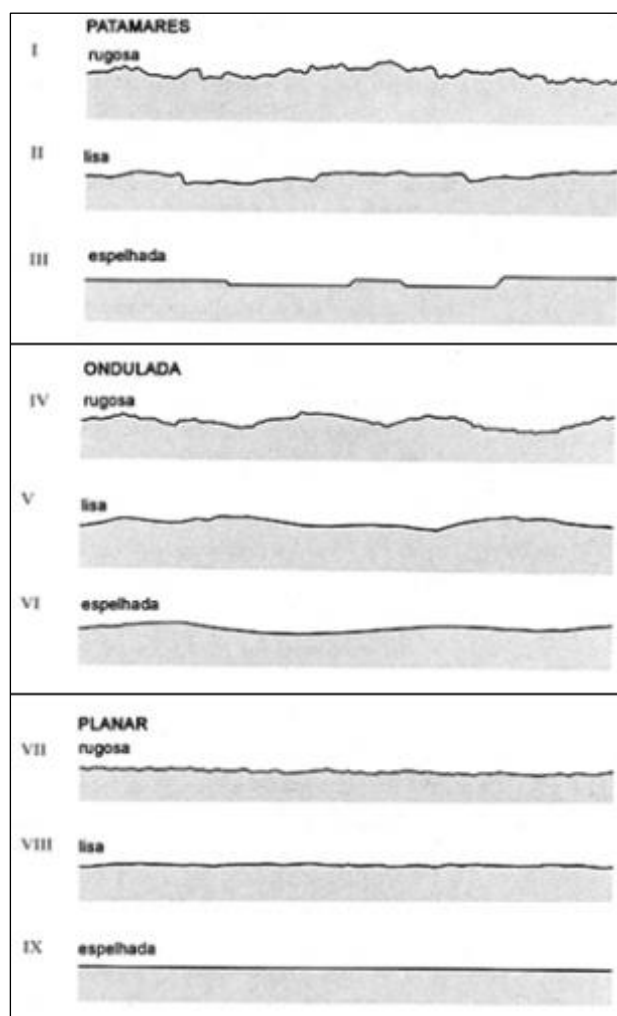 PATAMARES
I
rugosa
II
lisa
III
espelhada
ONDULADA
IV
rugosa
V
lisa
VI
espelhada
PLANAR
VII
rugosa
VIII
lisa
IX
espelhada